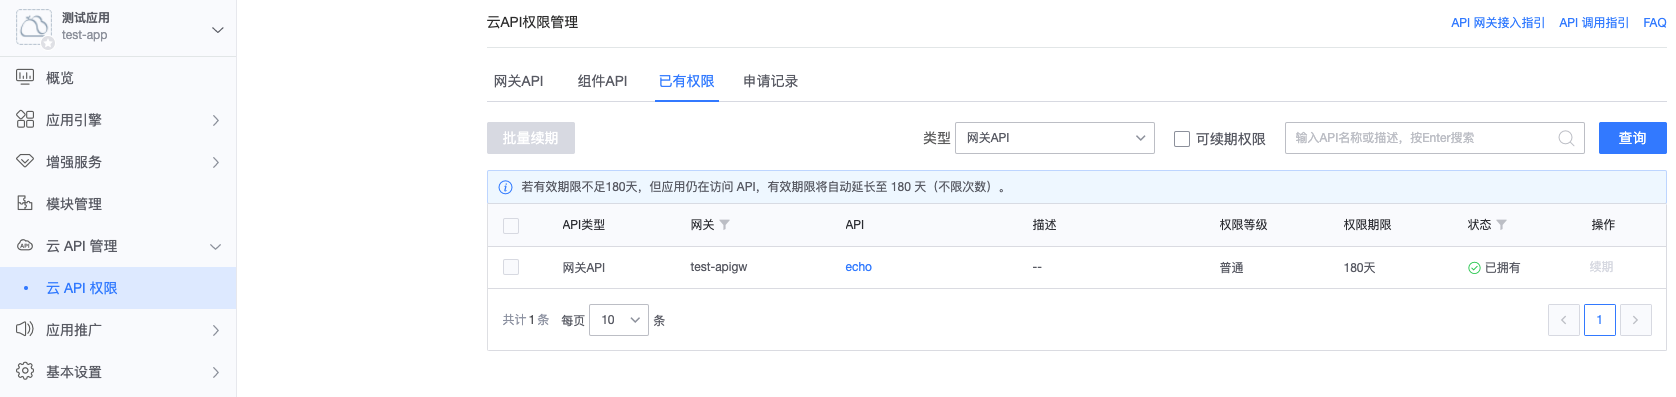 测试应用
test-app
概览
应用引擎
增强服务
模块管理
云 API 管理
云 API 权限
应用推广
基本设置
云API权限管理
API 网关接入指引 API 调用指引 FAQ
网关API 组件API 已有权限 申请记录
批量续期 类型 网关API 可续期权限 输入API名称或描述，按Enter搜索 查询
若有效期限不足180天，但应用仍在访问 API，有效期限将自动延长至 180 天（不限次数）。
API类型 网关 API 描述 权限等级 权限期限 状态 操作
网关API test-apigw echo -- 普通 180天 已拥有 续期
共计 1 条 每页 10 条 1